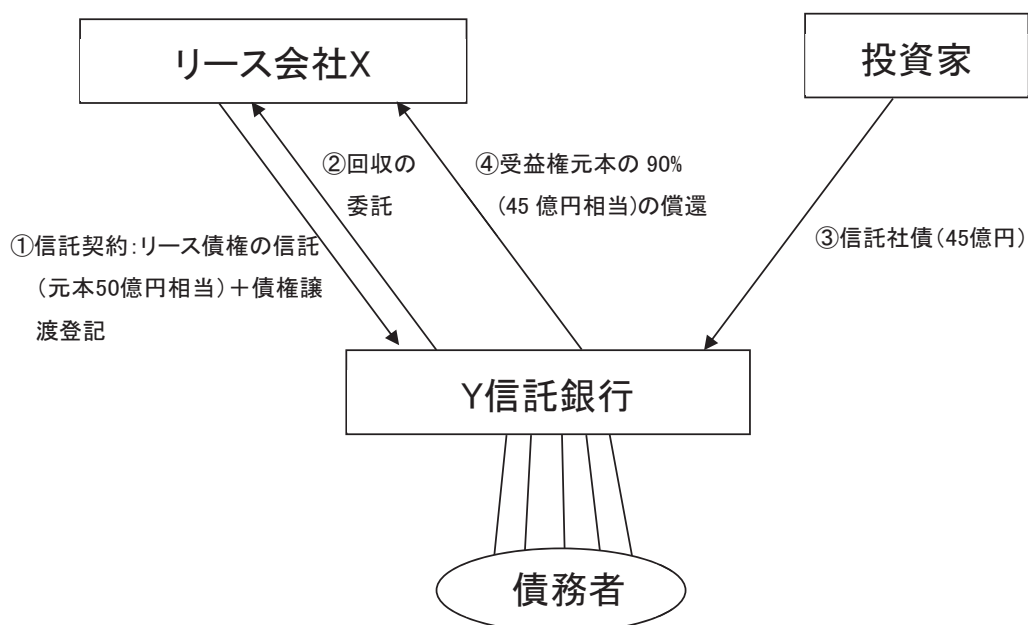 リース会社X
投資家
②回収の
委託
④受益権元本の 90%
(45 億円相当)の償還
①信託契約:リース債権の信託
(元本50億円相当)+債権譲
渡登記
③信託社債(45億円)
Y信託銀行
債務者